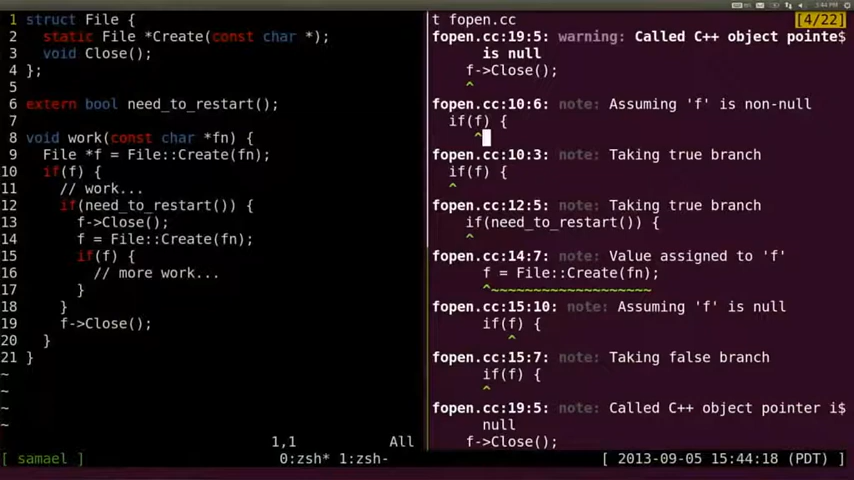 3:44 PM
1 struct File {
2   static File *Create(const char *);
3   void Close();
4 };
5
6 extern bool need_to_restart();
7
8 void work(const char *fn) {
9   File *f = File::Create(fn);
10   if(f) {
11     // work...
12     if(need_to_restart()) {
13       f->Close();
14       f = File::Create(fn);
15       if(f) {
16         // more work...
17       }
18     }
19     f->Close();
20   }
21 }
~
~
~
~
1,1 All
t fopen.cc [4/22]
fopen.cc:19:5: warning: Called C++ object pointe$
is null
f->Close();
^
fopen.cc:10:6: note: Assuming 'f' is non-null
if(f) {
^
fopen.cc:10:3: note: Taking true branch
if(f) {
^
fopen.cc:12:5: note: Taking true branch
if(need_to_restart()) {
^
fopen.cc:14:7: note: Value assigned to 'f'
f = File::Create(fn);
^~~~~~~~~~~~~~~~~~~~
fopen.cc:15:10: note: Assuming 'f' is null
if(f) {
^
fopen.cc:15:7: note: Taking false branch
if(f) {
^
fopen.cc:19:5: note: Called C++ object pointer i$
null
f->Close();
[ samael ] 0:zsh* 1:zsh- [ 2013-09-05 15:44:18 (PDT) ]